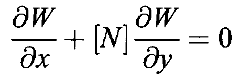 ∂W/∂x + [N] ∂W/∂y = 0